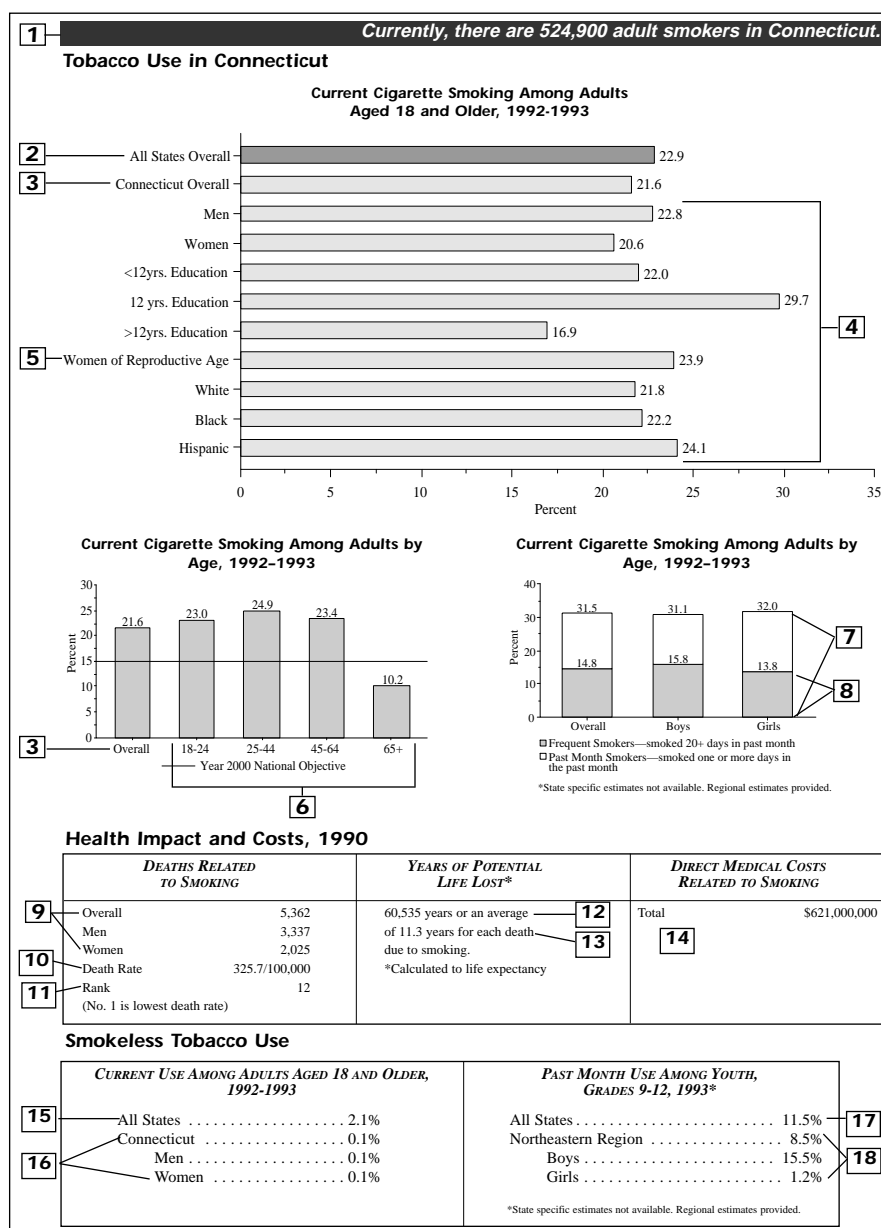 1
Currently, there are 524,900 adult smokers in Connecticut.
Tobacco Use in Connecticut
Current Cigarette Smoking Among Adults
Aged 18 and Older, 1992-1993
2 All States Overall 22.9
3 Connecticut Overall 21.6
Men 22.8
Women 20.6
<12yrs. Education 22.0
12 yrs. Education 29.7
4
>12yrs. Education 16.9
5 Women of Reproductive Age 23.9
White 21.8
Black 22.2
Hispanic 24.1
0 5 10 15 20 25 30 35
Percent
Current Cigarette Smoking Among Adults by
Age, 1992–1993
30
25
20
15
10
5
0
Percent
21.6 23.0 24.9 23.4 10.2
3 Overall 18-24 25-44 45-64 65+
Year 2000 National Objective
6
Current Cigarette Smoking Among Adults by
Age, 1992–1993
40
30
20
10
0
Percent
31.5 31.1 32.0
14.8 15.8 13.8
7
8
Overall Boys Girls
Frequent Smokers—smoked 20+ days in past month
Past Month Smokers—smoked one or more days in
the past month
*State specific estimates not available. Regional estimates provided.
Health Impact and Costs, 1990
DEATHS RELATED
TO SMOKING
9 Overall 5,362
Men 3,337
Women 2,025
10 Death Rate 325.7/100,000
11 Rank 12
(No. 1 is lowest death rate)
YEARS OF POTENTIAL
LIFE LOST*
60,535 years or an average 12
of 11.3 years for each death 13
due to smoking.
*Calculated to life expectancy
DIRECT MEDICAL COSTS
RELATED TO SMOKING
Total $621,000,000
14
Smokeless Tobacco Use
CURRENT USE AMONG ADULTS AGED 18 AND OLDER,
1992-1993
15 All States . . . . . . . . . . . . . . . . . . . . 2.1%
16 Connecticut . . . . . . . . . . . . . . . . . 0.1%
Men . . . . . . . . . . . . . . . . . . 0.1%
Women . . . . . . . . . . . . . . . 0.1%
PAST MONTH USE AMONG YOUTH,
GRADES 9-12, 1993*
All States . . . . . . . . . . . . . . . . . . . . . . 11.5% 17
Northeastern Region . . . . . . . . . . . . . 8.5%
Boys . . . . . . . . . . . . . . . . . . . . . 15.5% 18
Girls . . . . . . . . . . . . . . . . . . . . . 1.2%
*State specific estimates not available. Regional estimates provided.